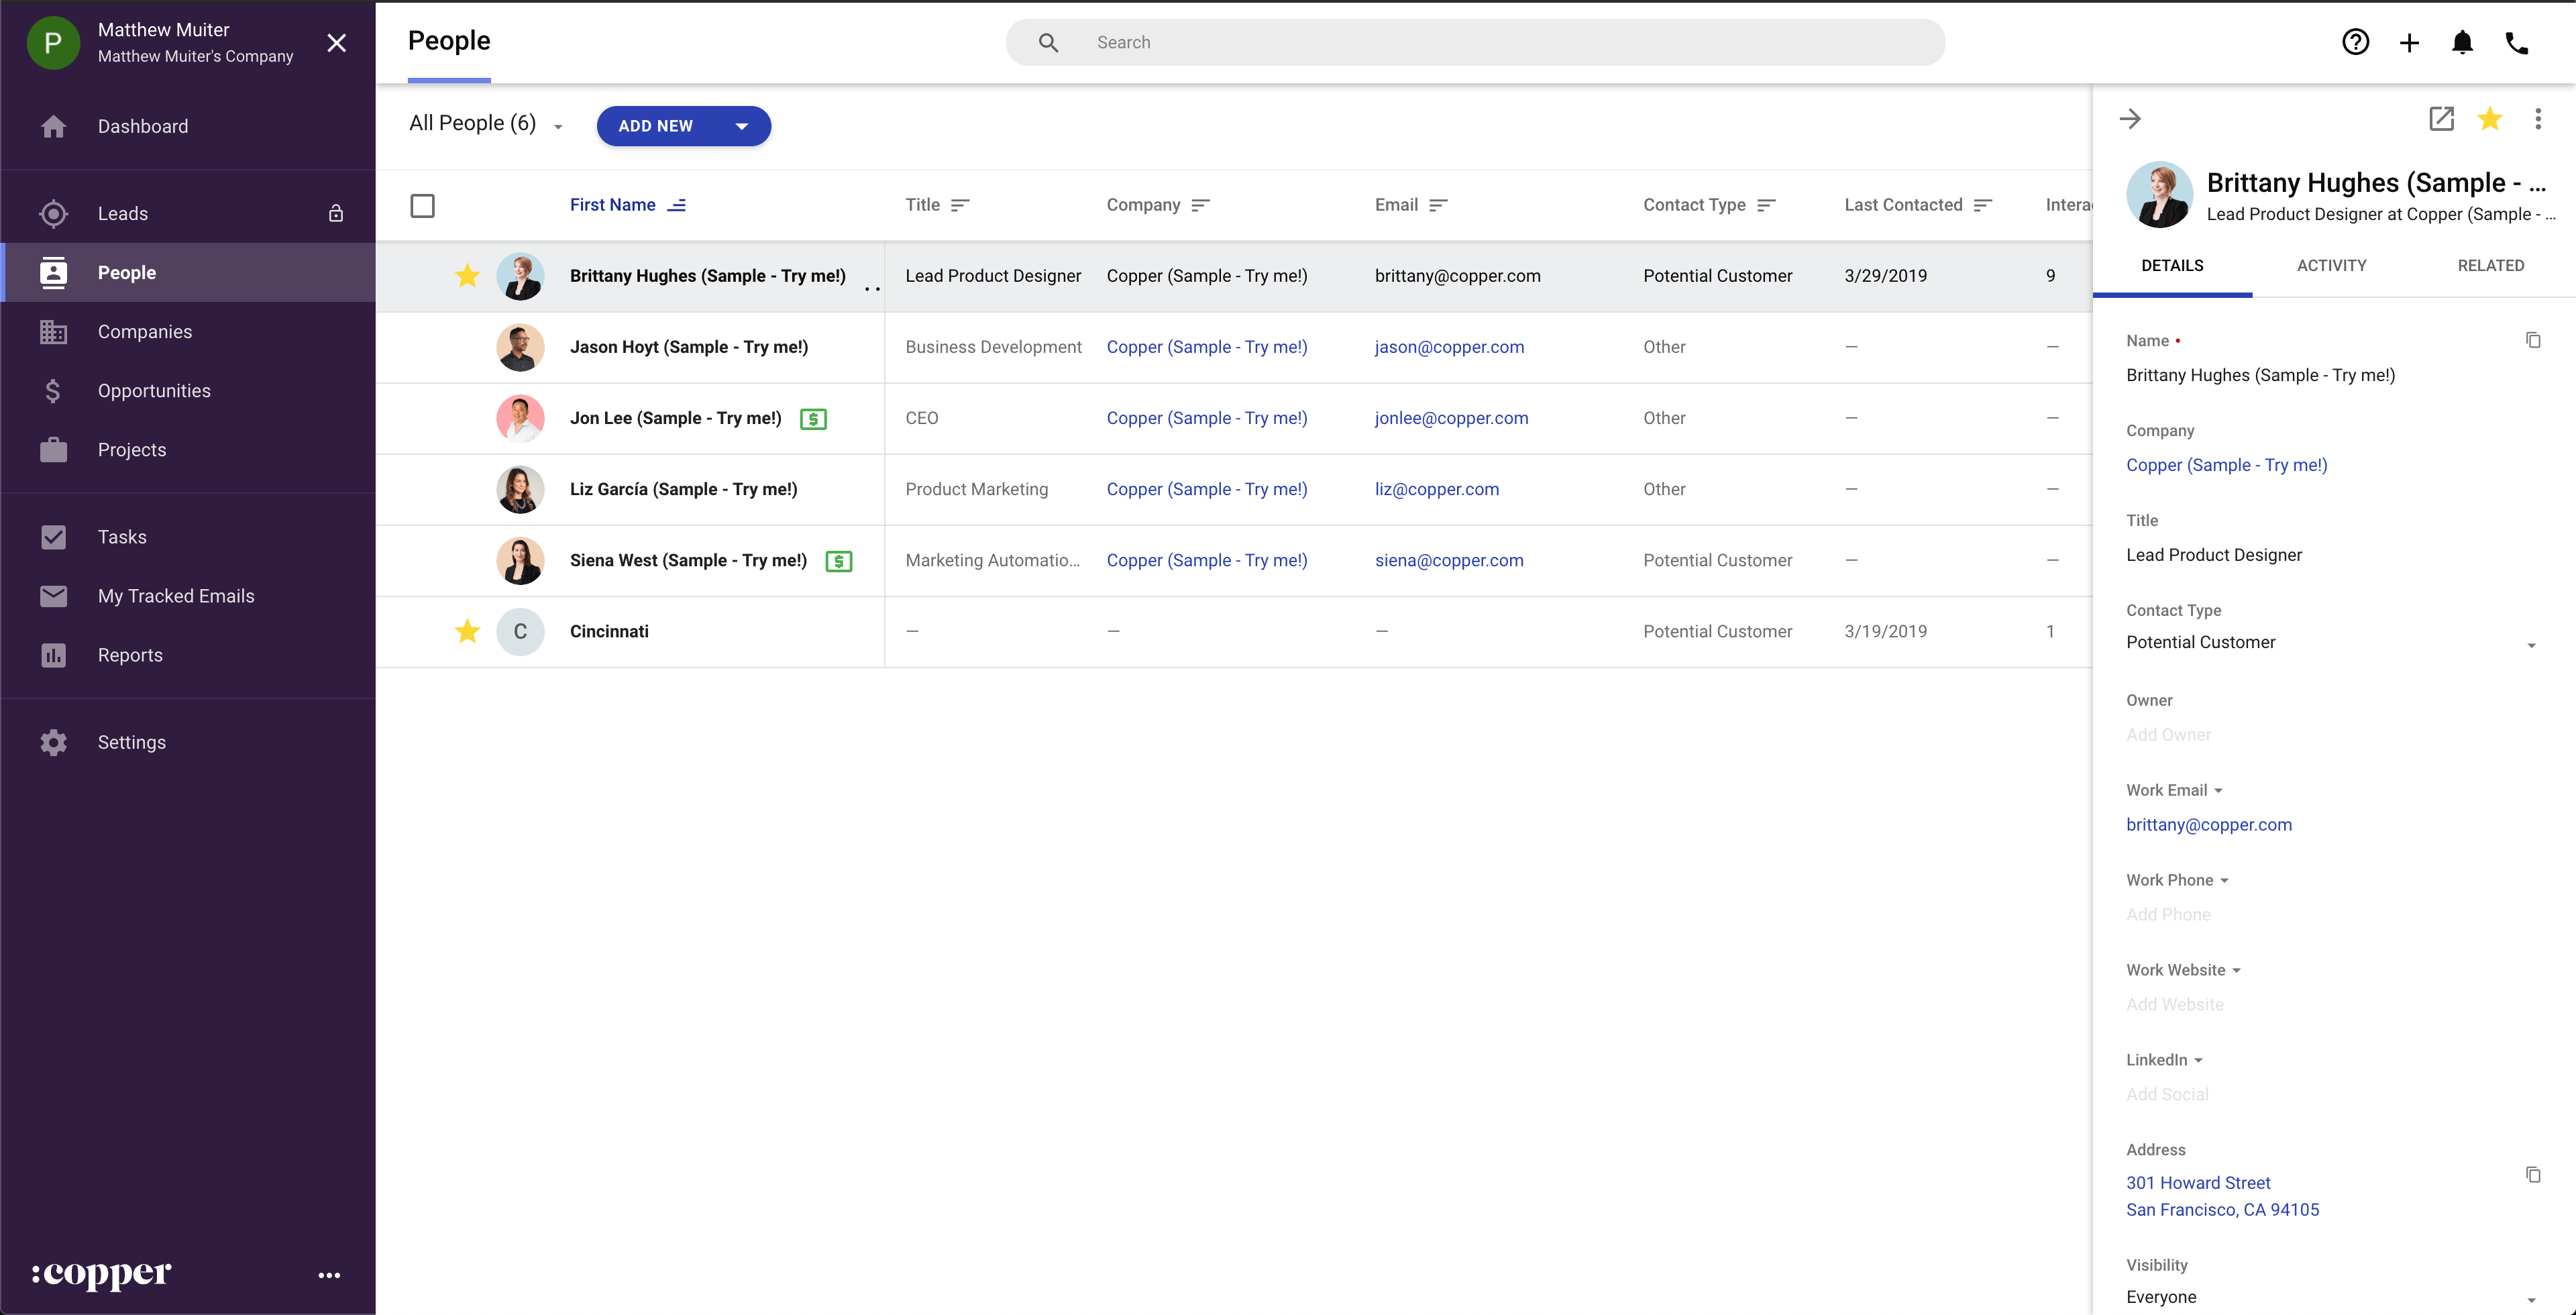 P
Matthew Muiter
Matthew Muiter's Company
Dashboard
Leads
People
Companies
Opportunities
Projects
Tasks
My Tracked Emails
Reports
Settings
:copper
People
Search
All People (6)
ADD NEW
First Name Title Company Email Contact Type Last Contacted Interac
Brittany Hughes (Sample - Try me!) .. Lead Product Designer Copper (Sample - Try me!) brittany@copper.com Potential Customer 3/29/2019 9
Jason Hoyt (Sample - Try me!) Business Development Copper (Sample - Try me!) jason@copper.com Other — —
Jon Lee (Sample - Try me!) $ CEO Copper (Sample - Try me!) jonlee@copper.com Other — —
Liz García (Sample - Try me!) Product Marketing Copper (Sample - Try me!) liz@copper.com Other — —
Siena West (Sample - Try me!) $ Marketing Automatio... Copper (Sample - Try me!) siena@copper.com Potential Customer — —
C Cincinnati — — — Potential Customer 3/19/2019 1
Brittany Hughes (Sample - ...
Lead Product Designer at Copper (Sample - ...
DETAILS ACTIVITY RELATED
Name •
Brittany Hughes (Sample - Try me!)
Company
Copper (Sample - Try me!)
Title
Lead Product Designer
Contact Type
Potential Customer
Owner
Add Owner
Work Email
brittany@copper.com
Work Phone
Add Phone
Work Website
Add Website
LinkedIn
Add Social
Address
301 Howard Street
San Francisco, CA 94105
Visibility
Everyone